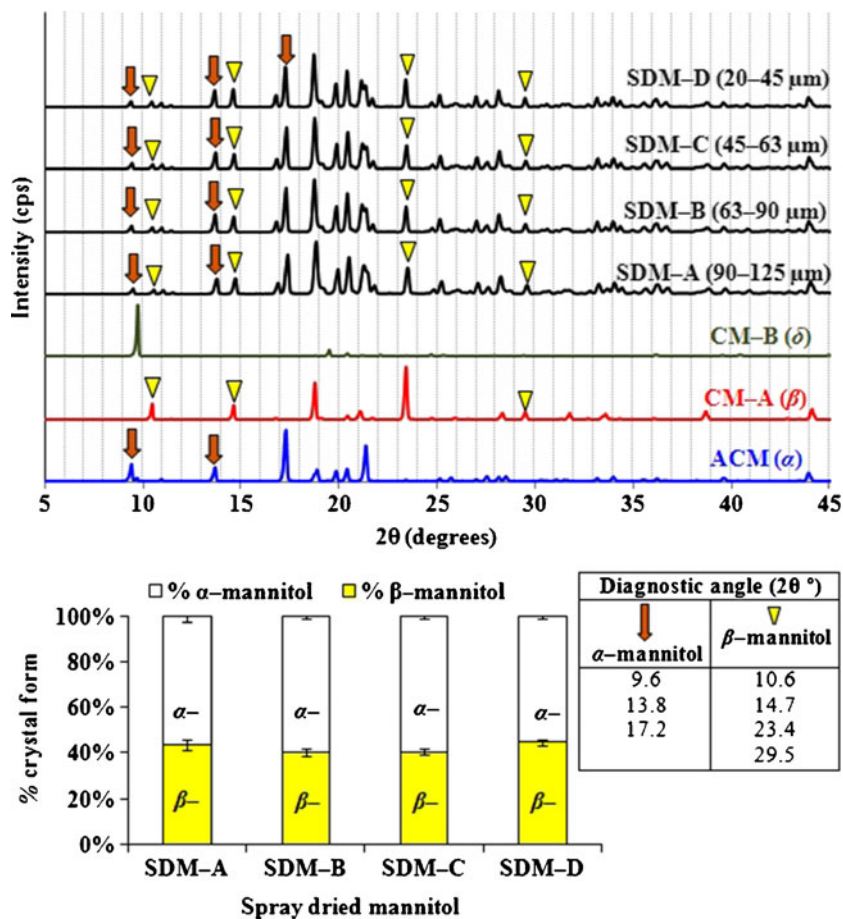 SDM–D (20–45 µm)
SDM–C (45–63 µm)
SDM–B (63–90 µm)
SDM–A (90–125 µm)
CM–B (δ)
CM–A (β)
ACM (α)
Intensity (cps)
5 10 15 20 25 30 35 40 45
2θ (degrees)
% α–mannitol % β–mannitol
100%
80%
60%
40%
20%
0%
% crystal form
α– α– α– α–
β– β– β– β–
SDM–A SDM–B SDM–C SDM–D
Spray dried mannitol
Diagnostic angle (2θ °)
α–mannitol β–mannitol
9.6 10.6
13.8 14.7
17.2 23.4
29.5